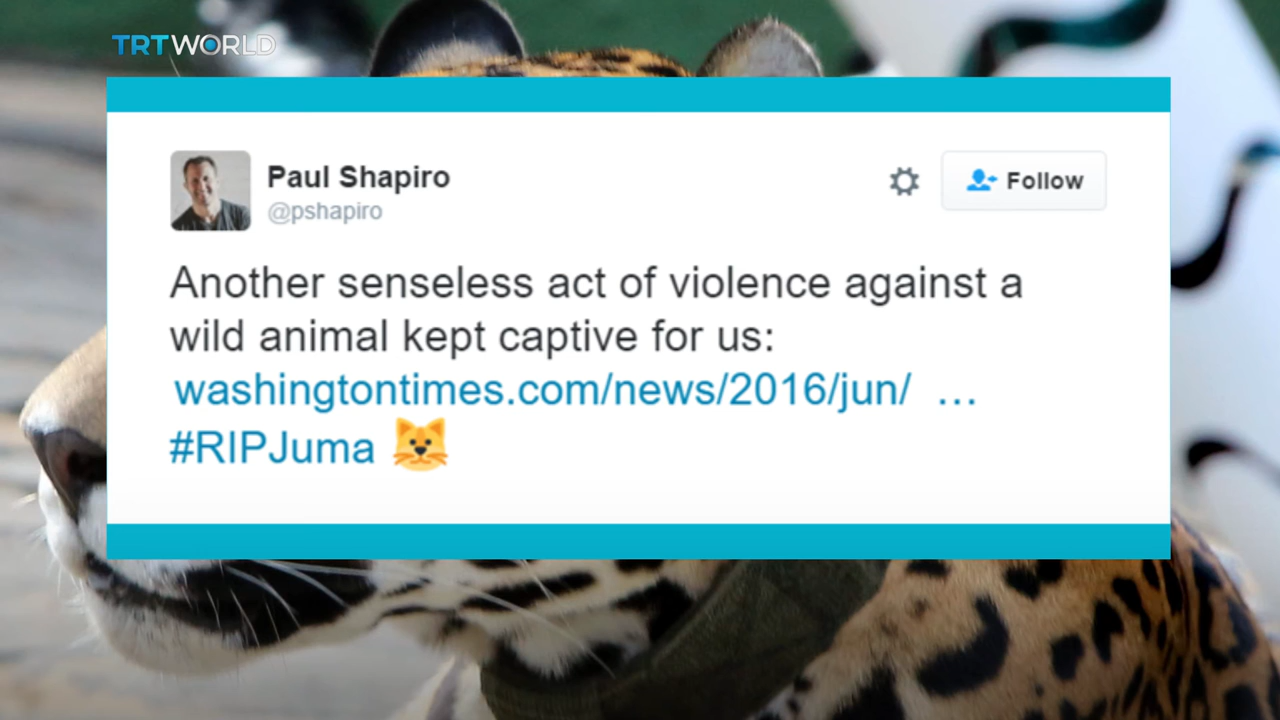 TRTWORLD
Paul Shapiro
@pshapiro
Follow
Another senseless act of violence against a
wild animal kept captive for us:
washingtontimes.com/news/2016/jun/ …
#RIPJuma